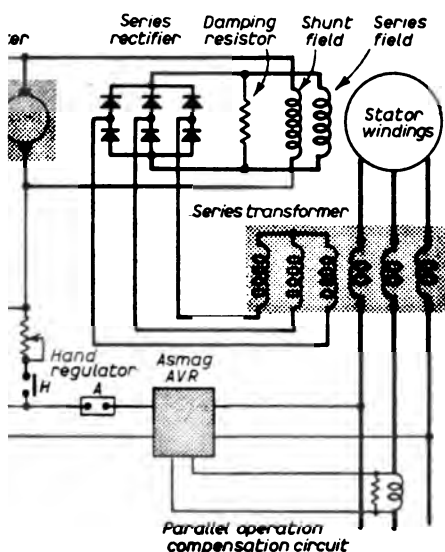 Series
rectifier
Damping
resistor
Shunt
field
Series
field
Stator
windings
Series transformer
Hand
regulator
H
A
Asmag
AVR
Parallel operation
compensation circuit